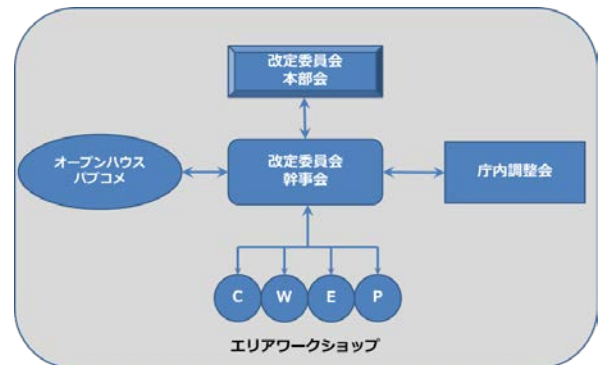 改定委員会
本部会
オープンハウス
パブコメ
改定委員会
幹事会
庁内調整会
C W E P
エリアワークショップ